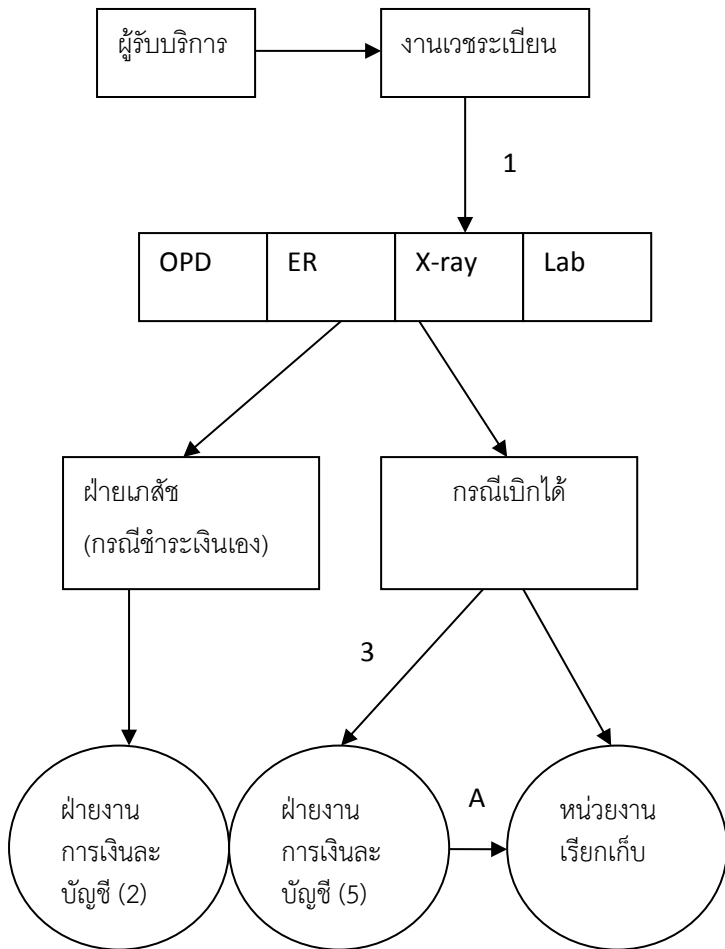 ผู้รับบริการ
งานเวชระเบียน
1
OPD
ER
X-ray
Lab
ฝ่ายเภสัช
(กรณีชำระเงินเอง)
กรณีเบิกได้
3
ฝ่ายงาน
การเงินละ
บัญชี (2)
ฝ่ายงาน
การเงินละ
บัญชี (5)
A
หน่วยงาน
เรียกเก็บ